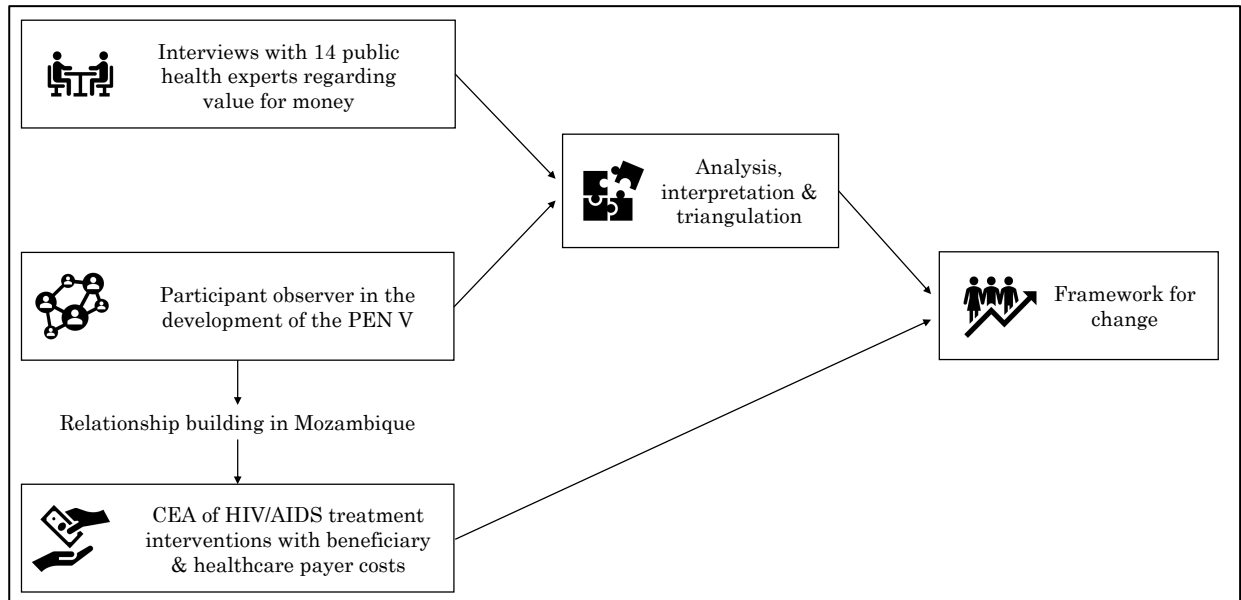 Interviews with 14 public
health experts regarding
value for money
Analysis,
interpretation &
triangulation
Participant observer in the
development of the PEN V
Framework for
change
Relationship building in Mozambique
CEA of HIV/AIDS treatment
interventions with beneficiary
& healthcare payer costs